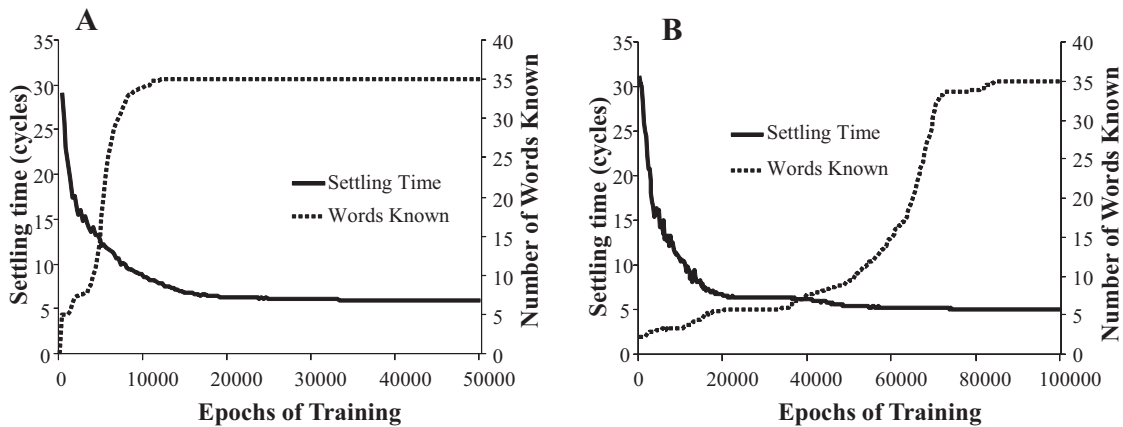 A
Settling time (cycles)
35
30
25
20
15
10
5
0
Settling Time
Words Known
40
35
30
25
20
15
10
5
0
Number of Words Known
0 10000 20000 30000 40000 50000
Epochs of Training
B
Settling time (cycles)
35
30
25
20
15
10
5
0
Settling Time
Words Known
40
35
30
25
20
15
10
5
0
Number of Words Known
0 20000 40000 60000 80000 100000
Epochs of Training